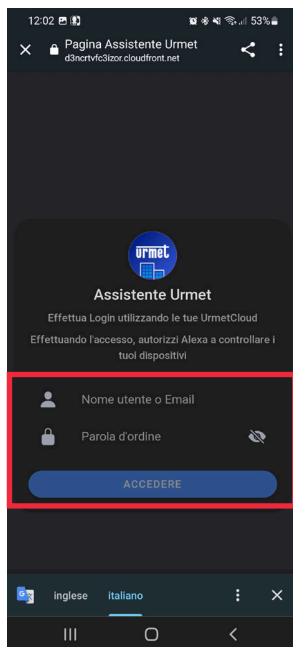 12:02 53%
Pagina Assistente Urmet
d3ncrtvfc3izor.cloudfront.net
urmet
Assistente Urmet
Effettua Login utilizzando le tue UrmetCloud
Effettuando l'accesso, autorizzi Alexa a controllare i
tuoi dispositivi
Nome utente o Email
Parola d'ordine
ACCEDERE
inglese italiano